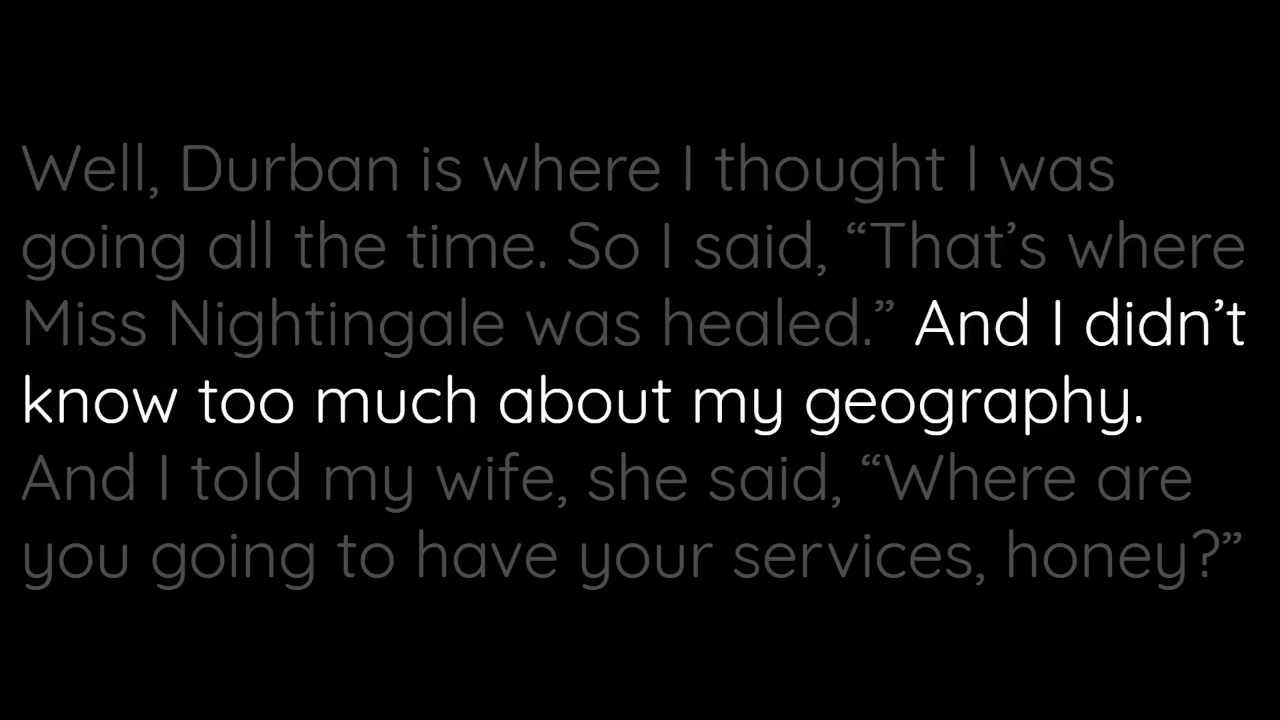 Well, Durban is where I thought I was
going all the time. So I said, “That’s where
Miss Nightingale was healed.” And I didn’t
know too much about my geography.
And I told my wife, she said, “Where are
you going to have your services, honey?”